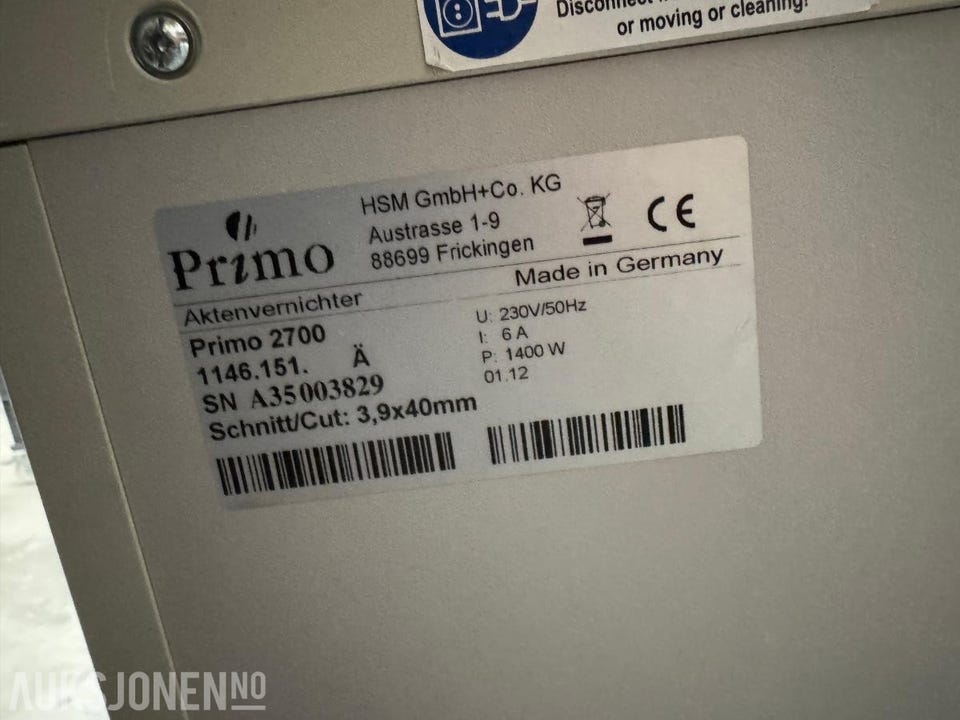 or moving or cleaning!
Primo
HSM GmbH+Co. KG
Austrasse 1-9
88699 Frickingen
CE
Aktenvernichter
Made in Germany
Primo 2700
1146.151. Ä
SN A35003829
Schnitt/Cut: 3,9x40mm
U: 230V/50Hz
I: 6 A
P: 1400 W
01.12
AUKSJONEN.NO